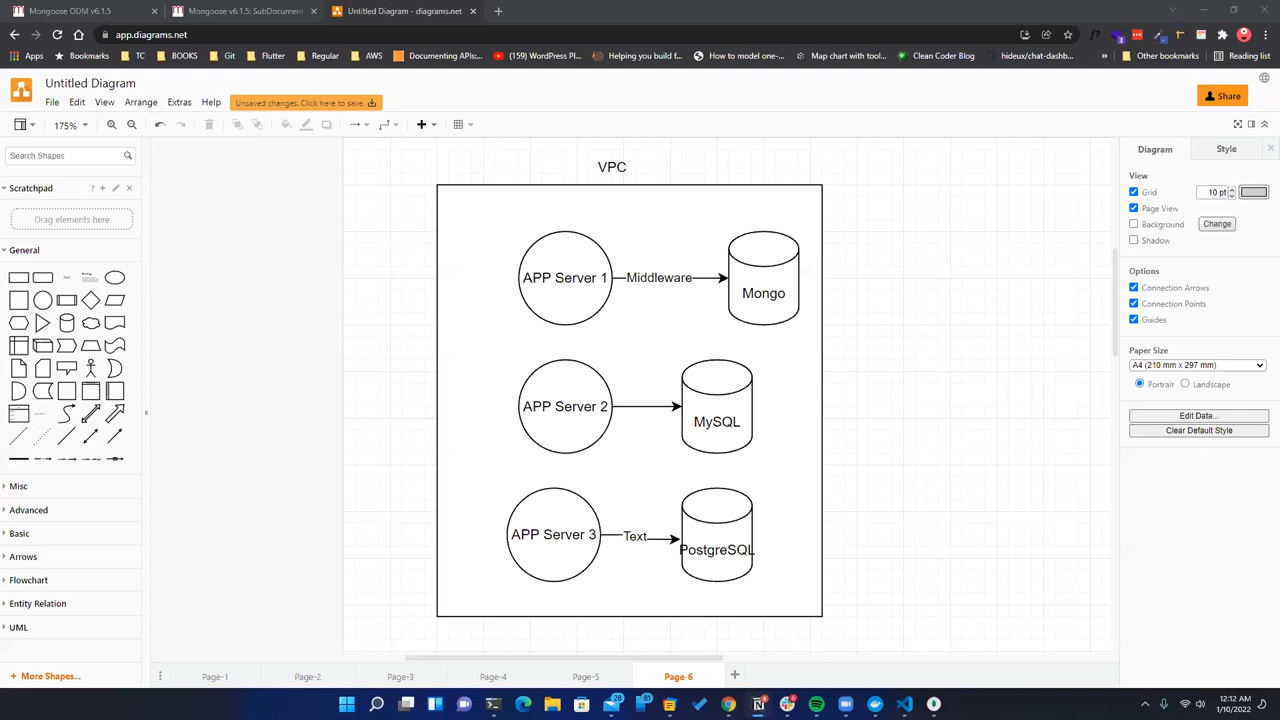 Mongoose ODM v6.1.5
Mongoose v6.1.5: SubDocument
Untitled Diagram - diagrams.net
app.diagrams.net
Apps
Bookmarks
TC
BOOKS
Git
Flutter
Regular
AWS
Documenting APIs:...
(159) WordPress Pl...
Helping you build f...
How to model one-...
Map chart with tool...
Clean Coder Blog
hideux/chat-dashb...
Other bookmarks
Reading list
Untitled Diagram
File Edit View Arrange Extras Help
Unsaved changes. Click here to save.
Share
175%
Search Shapes
Scratchpad
?
Drag elements here
General
Misc
Advanced
Basic
Arrows
Flowchart
Entity Relation
UML
+ More Shapes...
VPC
APP Server 1
Middleware
Mongo
APP Server 2
MySQL
APP Server 3
Text
PostgreSQL
Page-1
Page-2
Page-3
Page-4
Page-5
Page-6
Diagram
Style
View
Grid
10 pt
Page View
Background
Change
Shadow
Options
Connection Arrows
Connection Points
Guides
Paper Size
A4 (210 mm x 297 mm)
Portrait
Landscape
Edit Data...
Clear Default Style
28
81
12:12 AM
1/10/2022